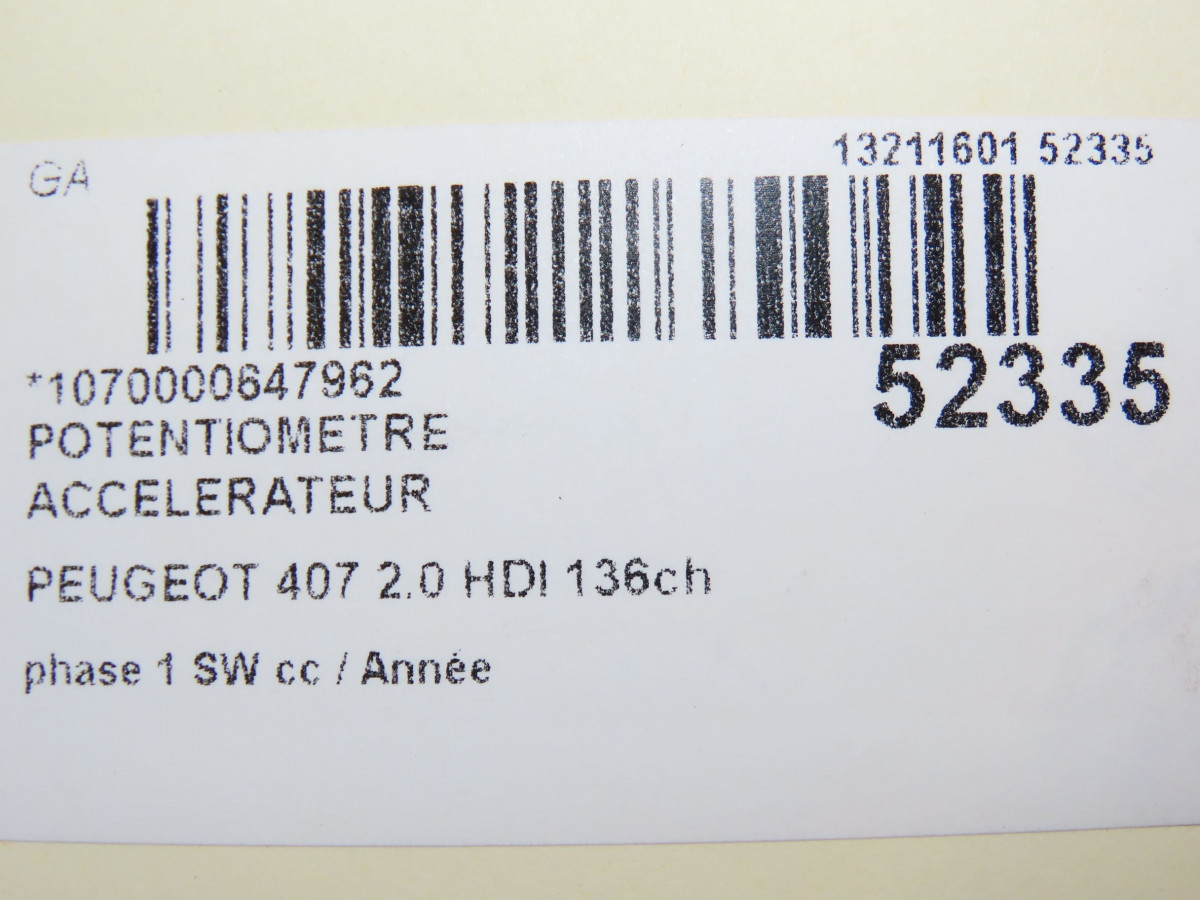 GA
13211601 52335
*1070000647962
52335
POTENTIOMETRE
ACCELERATEUR
PEUGEOT 407 2.0 HDI 136ch
phase 1 SW cc / Année